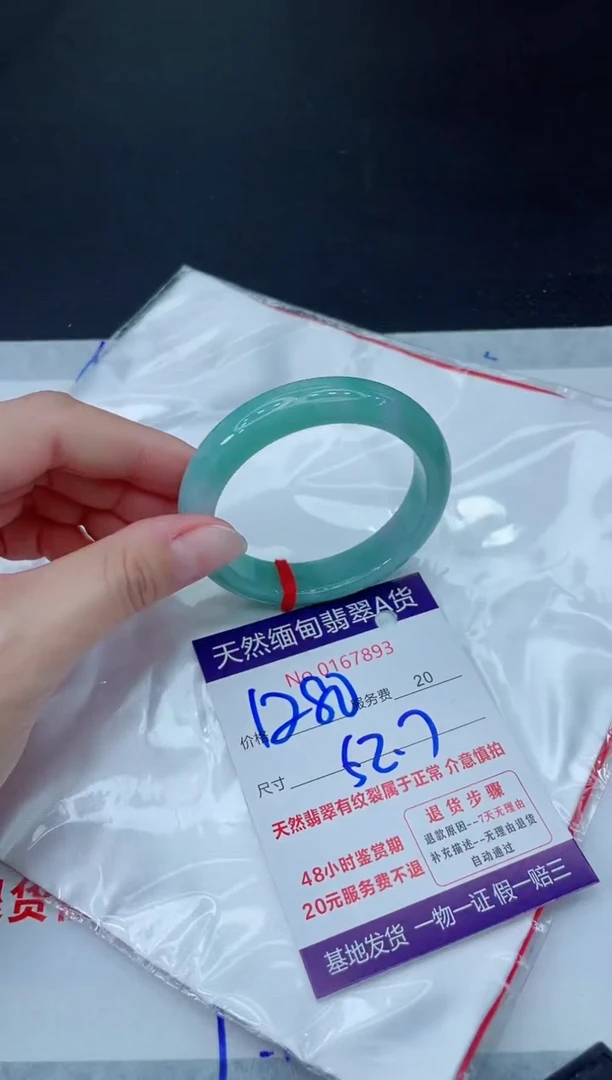 天然缅甸翡翠A货
No.0167893
价格 1280 服务费 20
尺寸 52.7
天然翡翠有纹裂属于正常 介意慎拍
48小时鉴赏期
20元服务费不退
退货步骤
退款原因--7天无理由
补充描述--无理由退货
自动通过
基地发货 一物一证 假一赔三
货